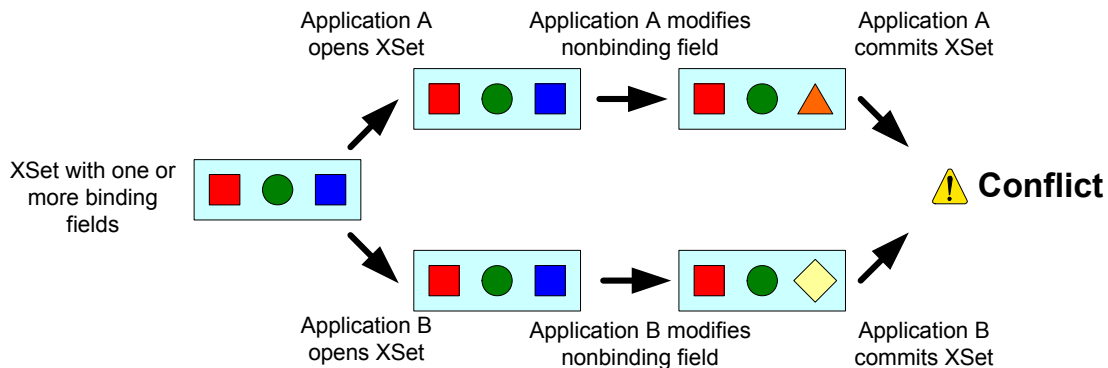 Application A
opens XSet
Application A modifies
nonbinding field
Application A
commits XSet
XSet with one or
more binding
fields
Conflict
Application B
opens XSet
Application B modifies
nonbinding field
Application B
commits XSet